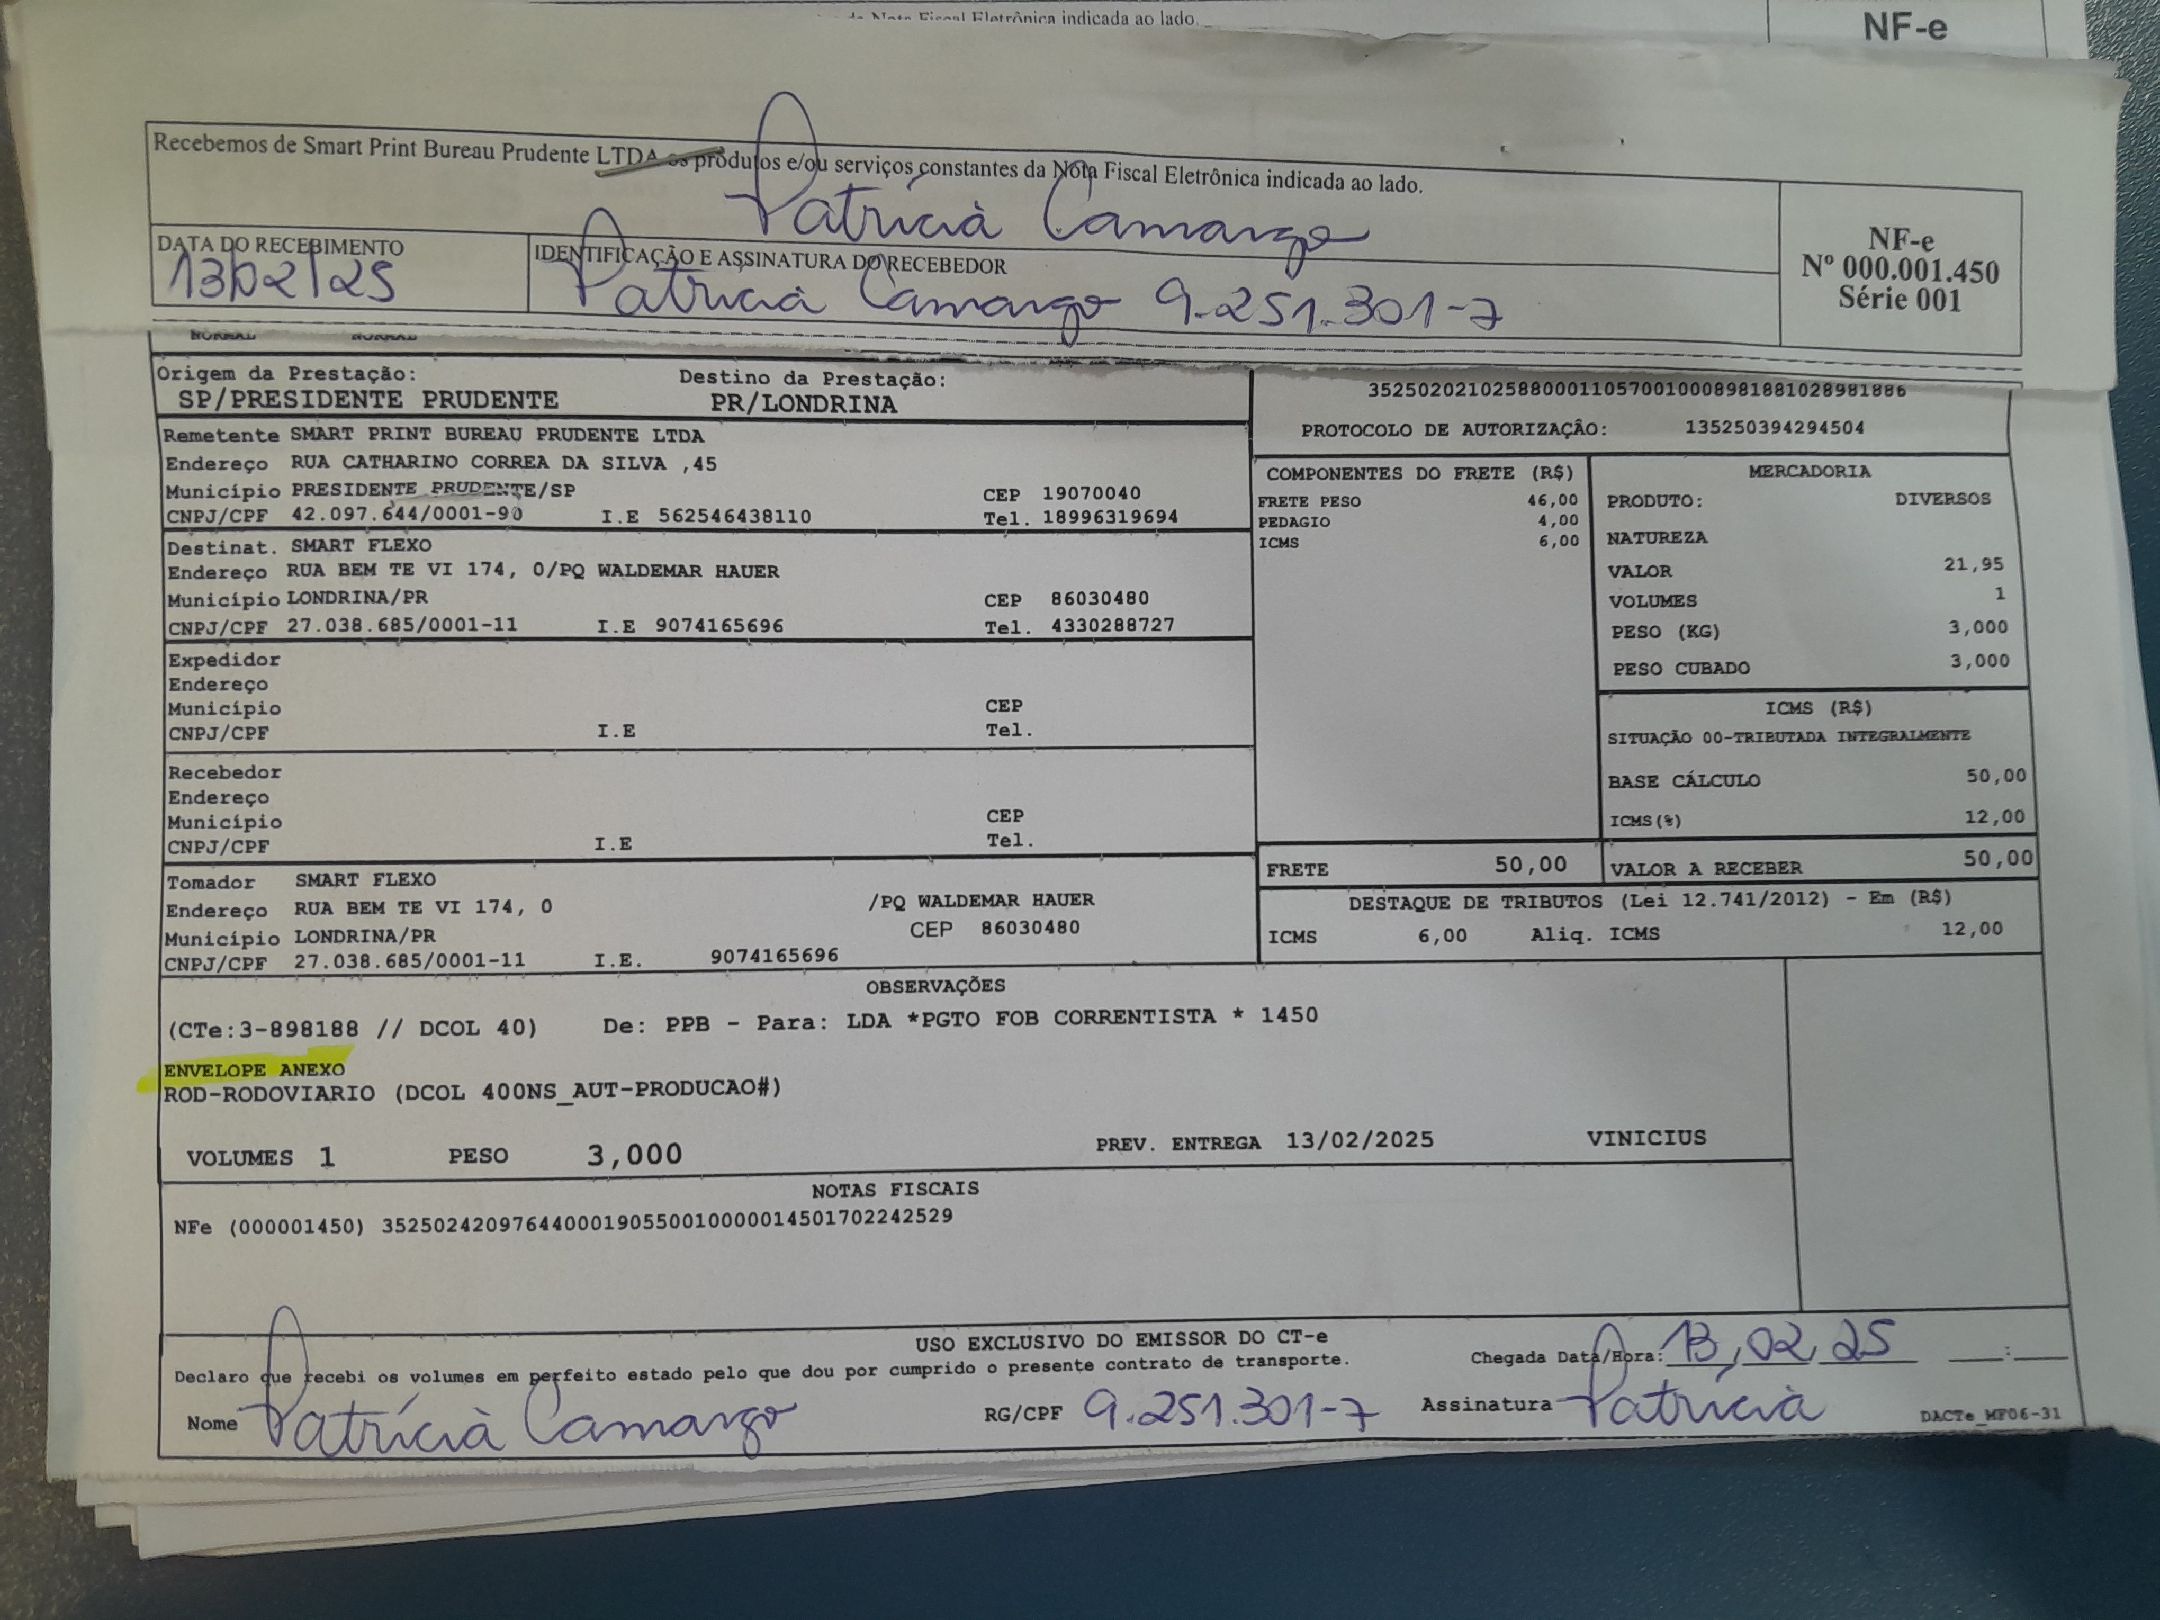 indicada ao lado.
NF-e
Recebemos de Smart Print Bureau Prudente LTDA os produtos e/ou serviços constantes da Nota Fiscal Eletrônica indicada ao lado.
Patrícia Camargo
DATA DO RECEBIMENTO
13/02/25
IDENTIFICAÇÃO E ASSINATURA DO RECEBEDOR
Patricia Camargo 9.251.301-7
NF-e
Nº 000.001.450
Série 001
NORMAL NORMAL
Origem da Prestação: Destino da Prestação:
SP/PRESIDENTE PRUDENTE PR/LONDRINA
35250202102588000110570010008981881028981886
PROTOCOLO DE AUTORIZAÇÃO: 135250394294504
Remetente SMART PRINT BUREAU PRUDENTE LTDA
Endereço RUA CATHARINO CORREA DA SILVA ,45
Município PRESIDENTE PRUDENTE/SP CEP 19070040
CNPJ/CPF 42.097.644/0001-90 I.E 562546438110 Tel. 18996319694
Destinat. SMART FLEXO
Endereço RUA BEM TE VI 174, 0/PQ WALDEMAR HAUER
Município LONDRINA/PR CEP 86030480
CNPJ/CPF 27.038.685/0001-11 I.E 9074165696 Tel. 4330288727
Expedidor
Endereço
Município CEP
CNPJ/CPF I.E Tel.
Recebedor
Endereço
Município CEP
CNPJ/CPF I.E Tel.
Tomador SMART FLEXO
Endereço RUA BEM TE VI 174, 0 /PQ WALDEMAR HAUER
Município LONDRINA/PR CEP 86030480
CNPJ/CPF 27.038.685/0001-11 I.E. 9074165696
COMPONENTES DO FRETE (R$)
FRETE PESO 46,00
PEDAGIO 4,00
ICMS 6,00
MERCADORIA
PRODUTO: DIVERSOS
NATUREZA
VALOR 21,95
VOLUMES 1
PESO (KG) 3,000
PESO CUBADO 3,000
ICMS (R$)
SITUAÇÃO 00-TRIBUTADA INTEGRALMENTE
BASE CÁLCULO 50,00
ICMS(%) 12,00
FRETE 50,00 VALOR A RECEBER 50,00
DESTAQUE DE TRIBUTOS (Lei 12.741/2012) - Em (R$)
ICMS 6,00 Aliq. ICMS 12,00
OBSERVAÇÕES
(CTe:3-898188 // DCOL 40) De: PPB - Para: LDA *PGTO FOB CORRENTISTA * 1450
ENVELOPE ANEXO
ROD-RODOVIARIO (DCOL 400NS_AUT-PRODUCAO#)
VOLUMES 1 PESO 3,000 PREV. ENTREGA 13/02/2025 VINICIUS
NOTAS FISCAIS
NFe (000001450) 35250242097644000190550010000014501702242529
USO EXCLUSIVO DO EMISSOR DO CT-e
Declaro que recebi os volumes em perfeito estado pelo que dou por cumprido o presente contrato de transporte. Chegada Data/Hora: 13,02,25 __:__
Nome Patrícia Camargo RG/CPF 9.251.301-7 Assinatura Patrícia DACTe_MF06-31